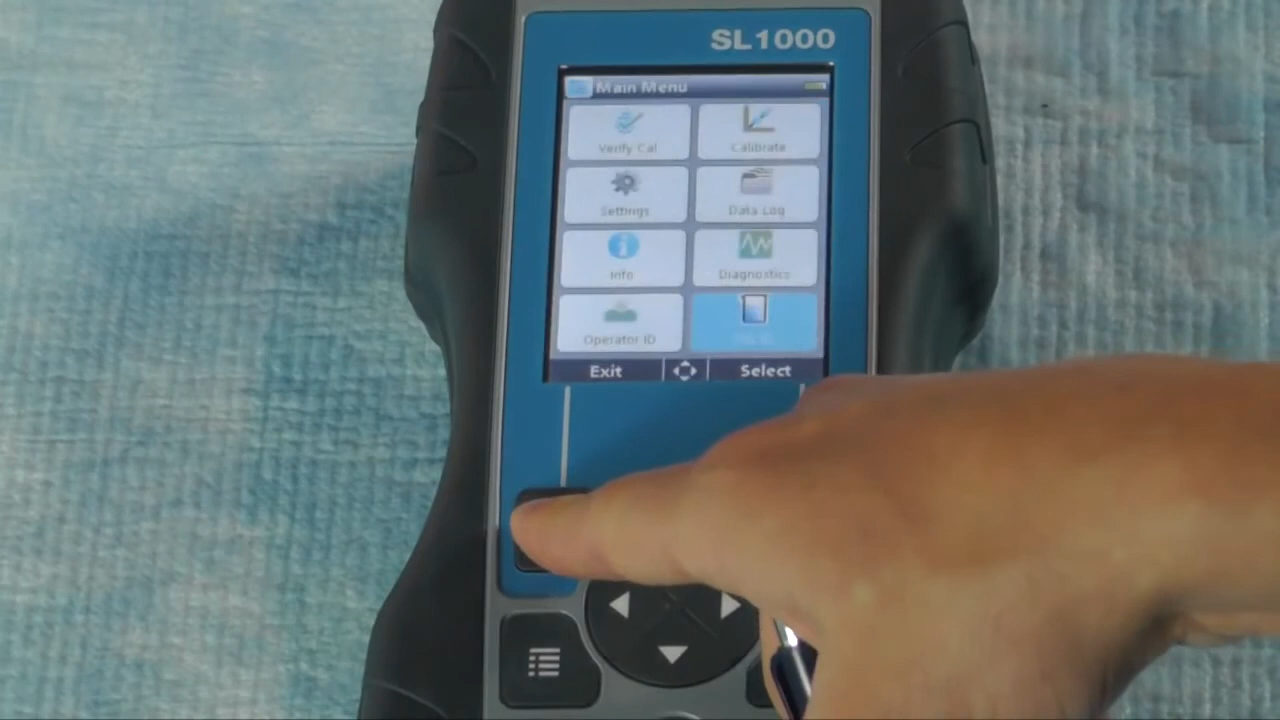 SL1000
Main Menu
Verify Cal
Calibrate
Settings
Data Log
Info
Diagnostics
Operator ID
Exit
Select